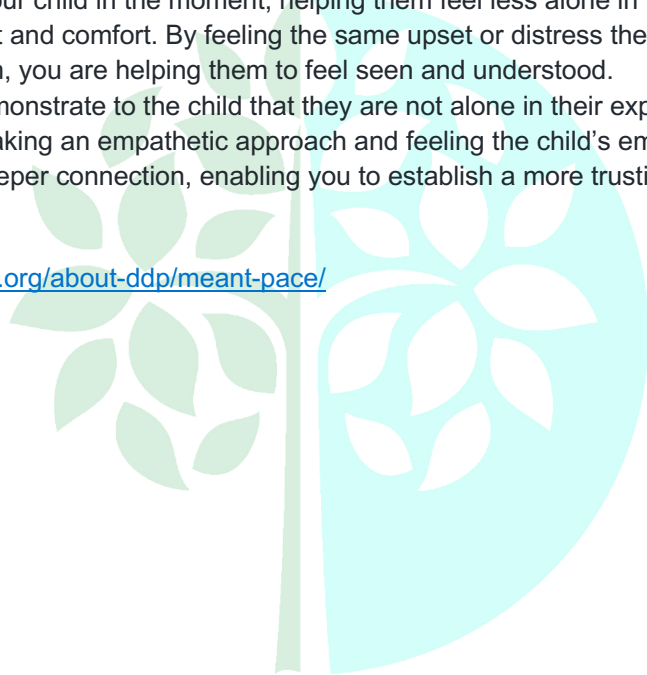 our child in the moment, helping them feel less alone in
t and comfort. By feeling the same upset or distress the
n, you are helping them to feel seen and understood.
monstrate to the child that they are not alone in their exp
aking an empathetic approach and feeling the child's em
eeper connection, enabling you to establish a more trusti
.org/about-ddp/meant-pace/